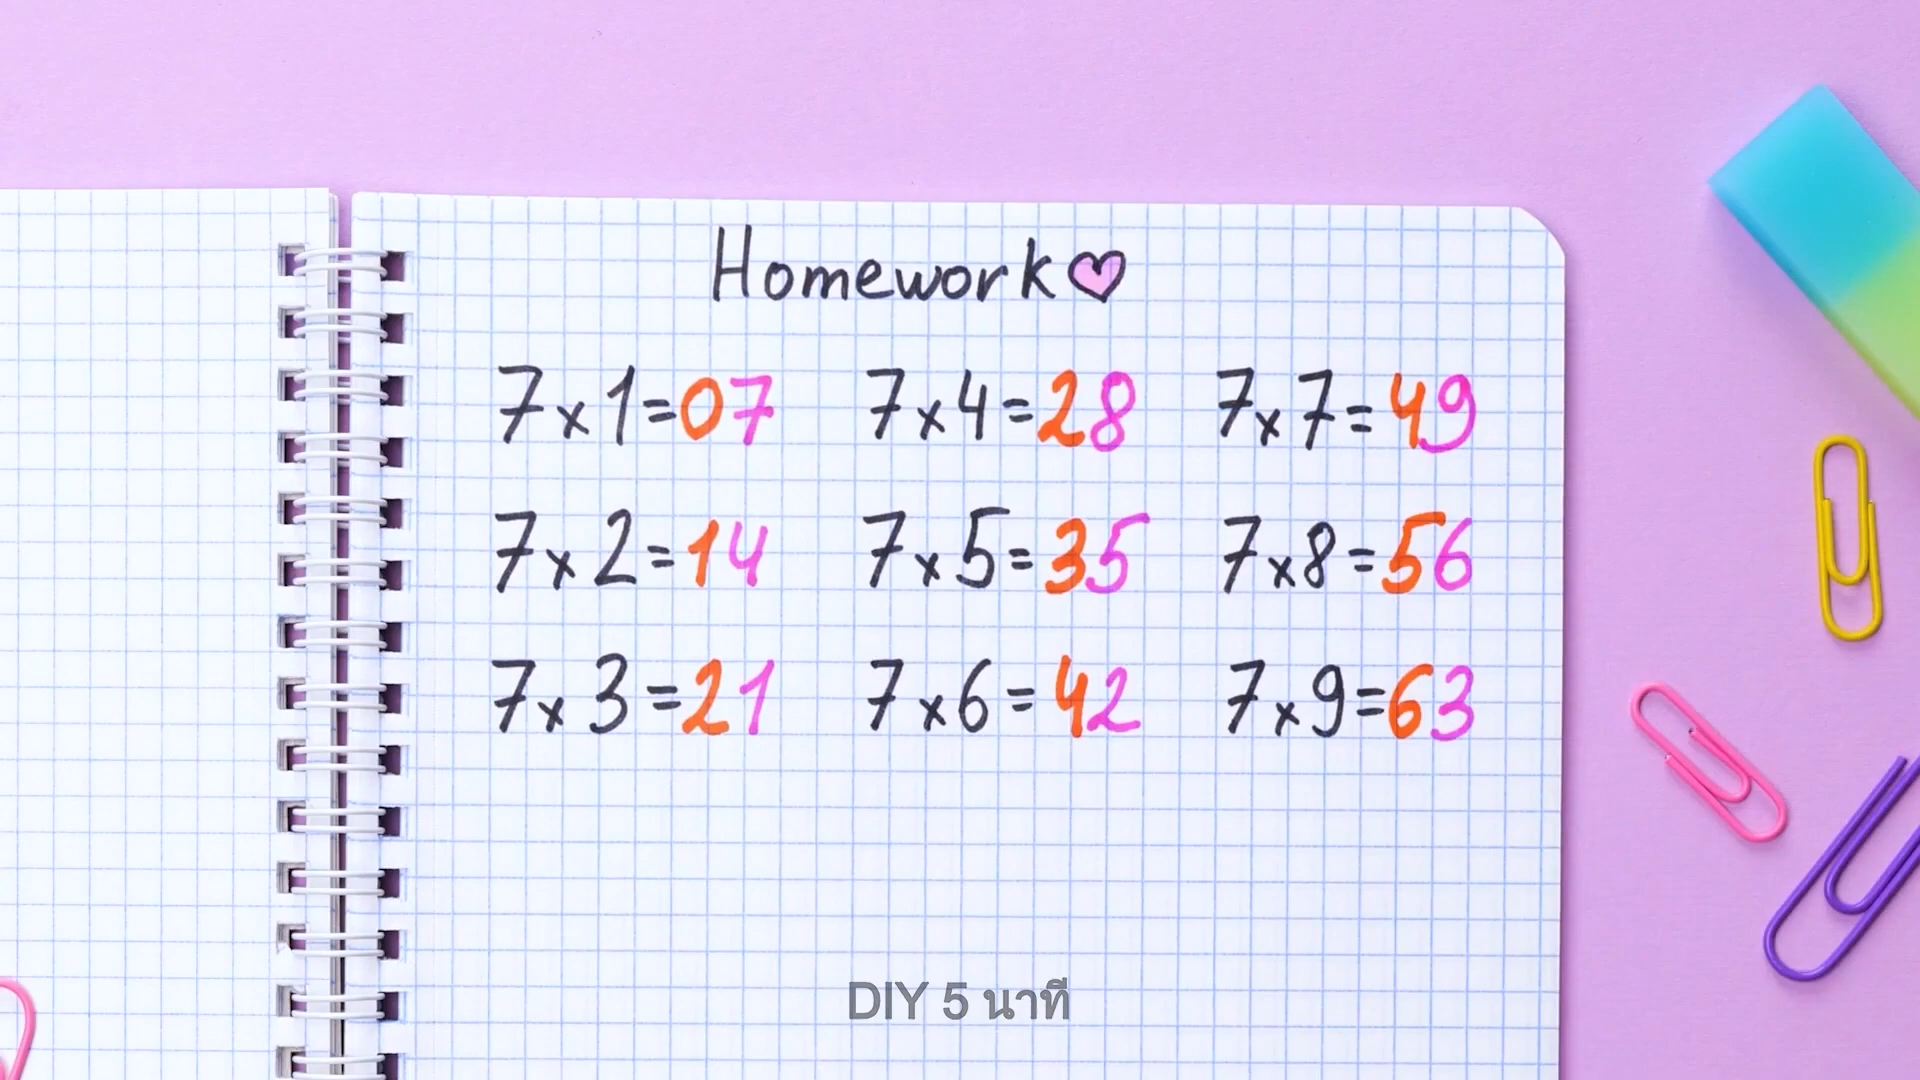 Homework
7x1=07 7x4=28 7x7=49
7x2=14 7x5=35 7x8=56
7x3=21 7x6=42 7x9=63
DIY 5 นาที